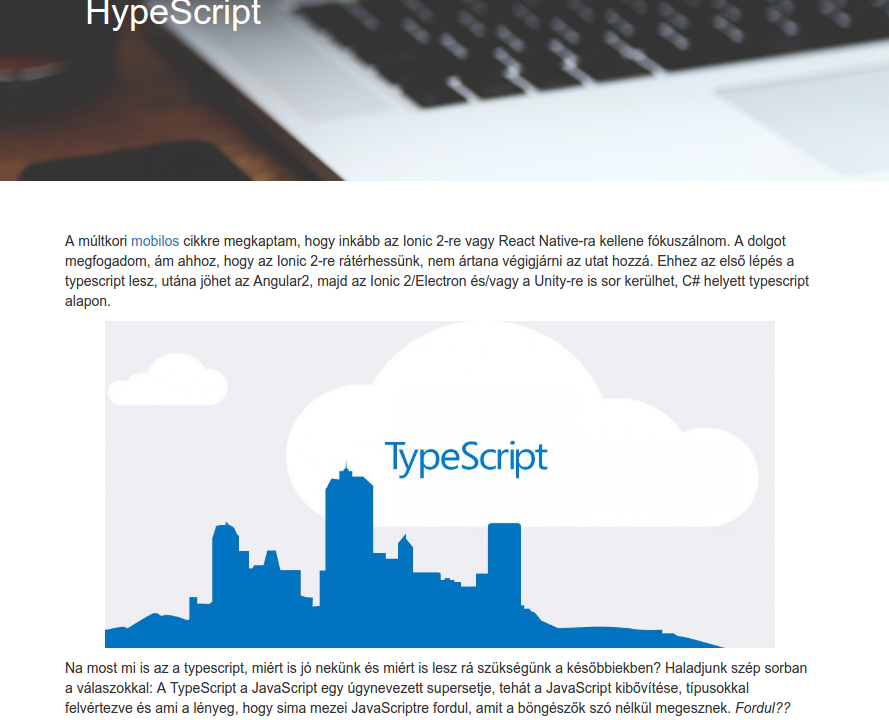 HypeScript
A múltkori mobilos cikkre megkaptam, hogy inkább az Ionic 2-re vagy React Native-ra kellene fókuszálnom. A dolgot
megfogadom, ám ahhoz, hogy az Ionic 2-re rátérhessünk, nem ártana végigjárni az utat hozzá. Ehhez az első lépés a
typescript lesz, utána jöhet az Angular2, majd az Ionic 2/Electron és/vagy a Unity-re is sor kerülhet, C# helyett typescript
alapon.
TypeScript
Na most mi is az a typescript, miért is jó nekünk és miért is lesz rá szükségünk a későbbiekben? Haladjunk szép sorban
a válaszokkal: A TypeScript a JavaScript egy úgynevezett supersetje, tehát a JavaScript kibővítése, típusokkal
felvértezve és ami a lényeg, hogy sima mezei JavaScriptre fordul, amit a böngészők szó nélkül megesznek. Fordul??